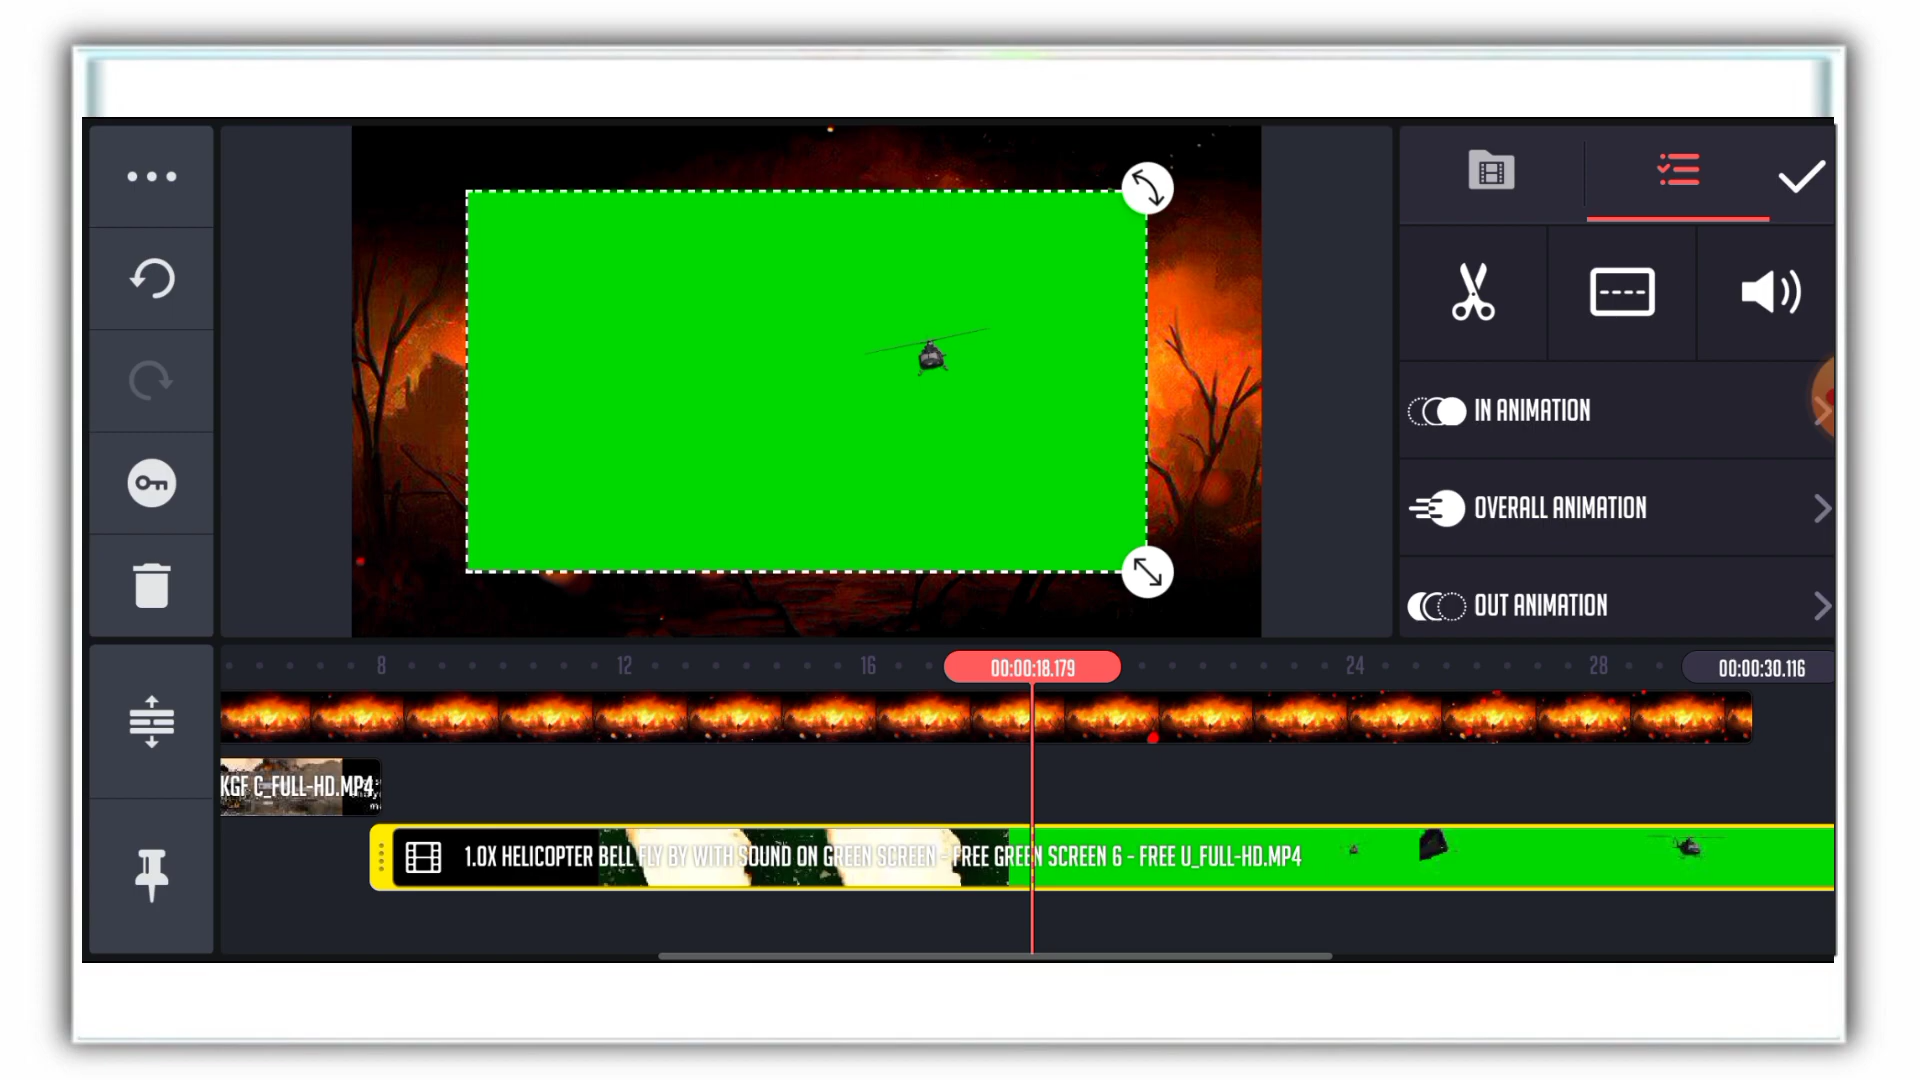 IN ANIMATION
OVERALL ANIMATION
OUT ANIMATION
8
12
16
00:00:18.179
24
28
00:00:30.116
KGF C_FULL-HD.MP4
1.0X HELICOPTER BELL FLY BY WITH SOUND ON GREEN SCREEN - FREE GREEN SCREEN 6 - FREE U_FULL-HD.MP4